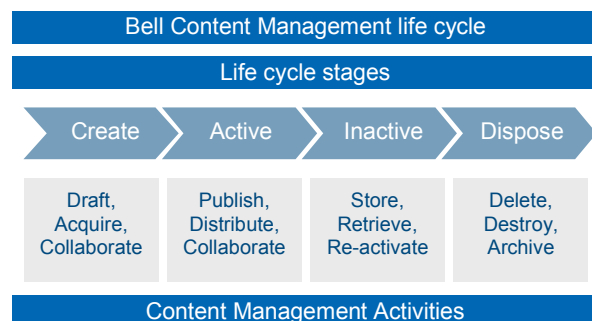 Bell Content Management life cycle
Life cycle stages
Create Active Inactive Dispose
Draft,
Acquire,
Collaborate
Publish,
Distribute,
Collaborate
Store,
Retrieve,
Re-activate
Delete,
Destroy,
Archive
Content Management Activities